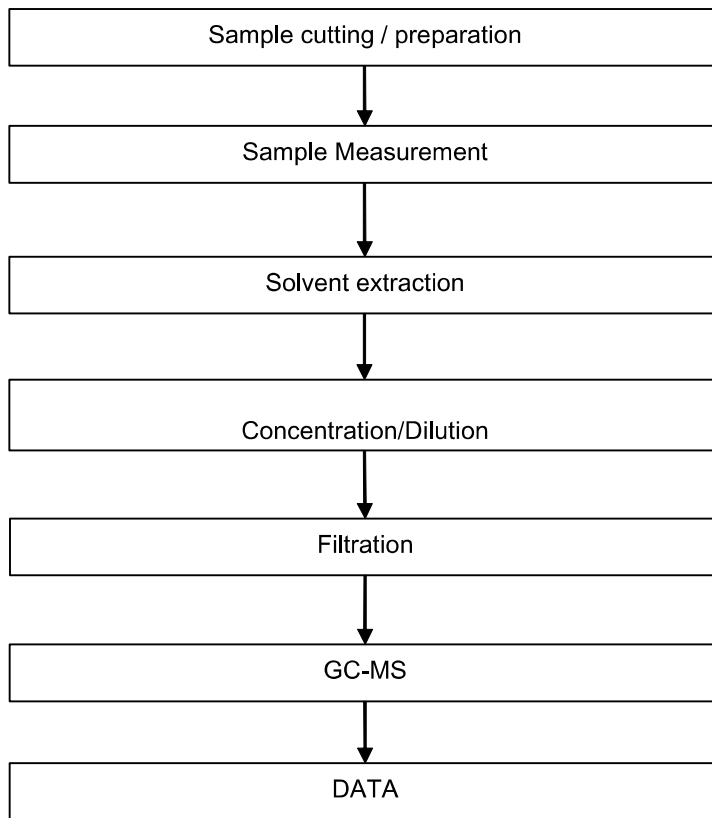 Sample cutting / preparation
Sample Measurement
Solvent extraction
Concentration/Dilution
Filtration
GC-MS
DATA